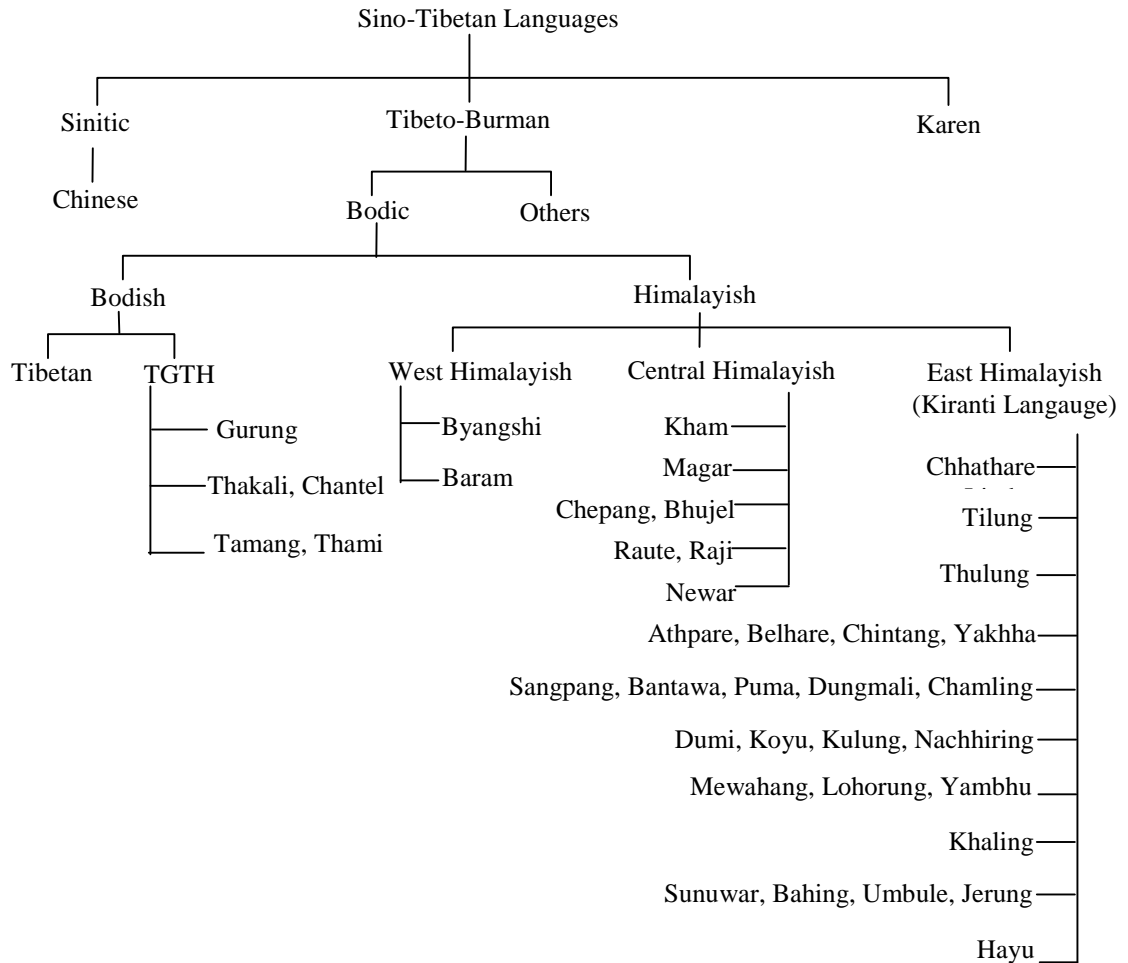 Sino-Tibetan Languages
Sinitic
Tibeto-Burman
Karen
Chinese
Bodic
Others
Bodish
Himalayish
Tibetan
TGTH
West Himalayish
Central Himalayish
East Himalayish
(Kiranti Langauge)
Gurung
Thakali, Chantel
Tamang, Thami
Byangshi
Baram
Kham
Magar
Chepang, Bhujel
Raute, Raji
Newar
Chhathare
Tilung
Thulung
Athpare, Belhare, Chintang, Yakhha
Sangpang, Bantawa, Puma, Dungmali, Chamling
Dumi, Koyu, Kulung, Nachhiring
Mewahang, Lohorung, Yambhu
Khaling
Sunuwar, Bahing, Umbule, Jerung
Hayu